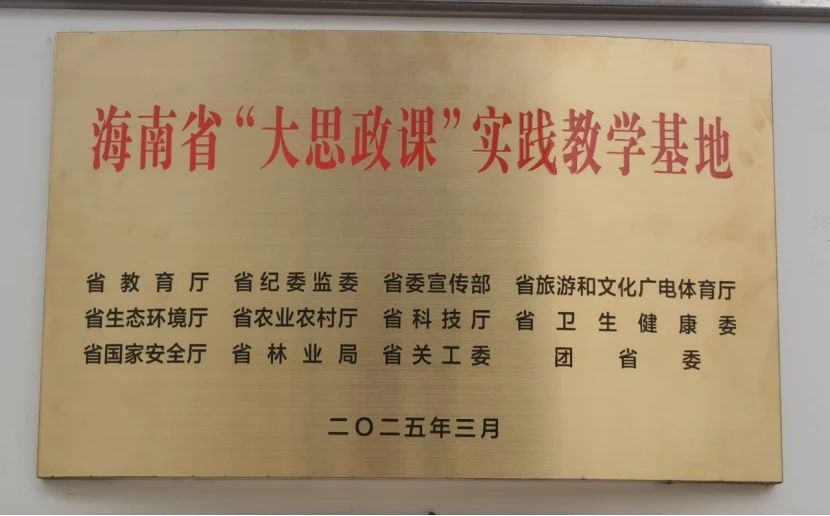 海南省“大思政课”实践教学基地
省教育厅 省纪委监委 省委宣传部 省旅游和文化广电体育厅
省生态环境厅 省农业农村厅 省科技厅 省卫生健康委
省国家安全厅 省林业局 省关工委 团省委
二〇二五年三月